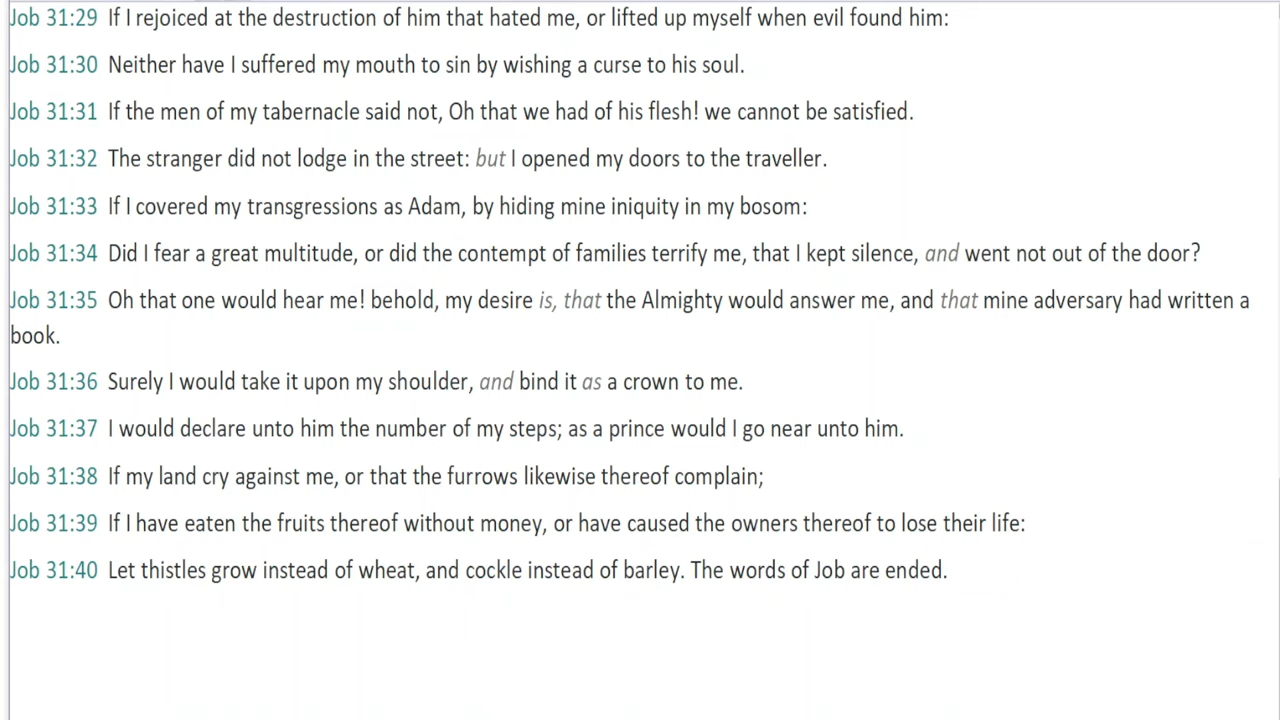 Job 31:29 If I rejoiced at the destruction of him that hated me, or lifted up myself when evil found him:
Job 31:30 Neither have I suffered my mouth to sin by wishing a curse to his soul.
Job 31:31 If the men of my tabernacle said not, Oh that we had of his flesh! we cannot be satisfied.
Job 31:32 The stranger did not lodge in the street: but I opened my doors to the traveller.
Job 31:33 If I covered my transgressions as Adam, by hiding mine iniquity in my bosom:
Job 31:34 Did I fear a great multitude, or did the contempt of families terrify me, that I kept silence, and went not out of the door?
Job 31:35 Oh that one would hear me! behold, my desire is, that the Almighty would answer me, and that mine adversary had written a
book.
Job 31:36 Surely I would take it upon my shoulder, and bind it as a crown to me.
Job 31:37 I would declare unto him the number of my steps; as a prince would I go near unto him.
Job 31:38 If my land cry against me, or that the furrows likewise thereof complain;
Job 31:39 If I have eaten the fruits thereof without money, or have caused the owners thereof to lose their life:
Job 31:40 Let thistles grow instead of wheat, and cockle instead of barley. The words of Job are ended.